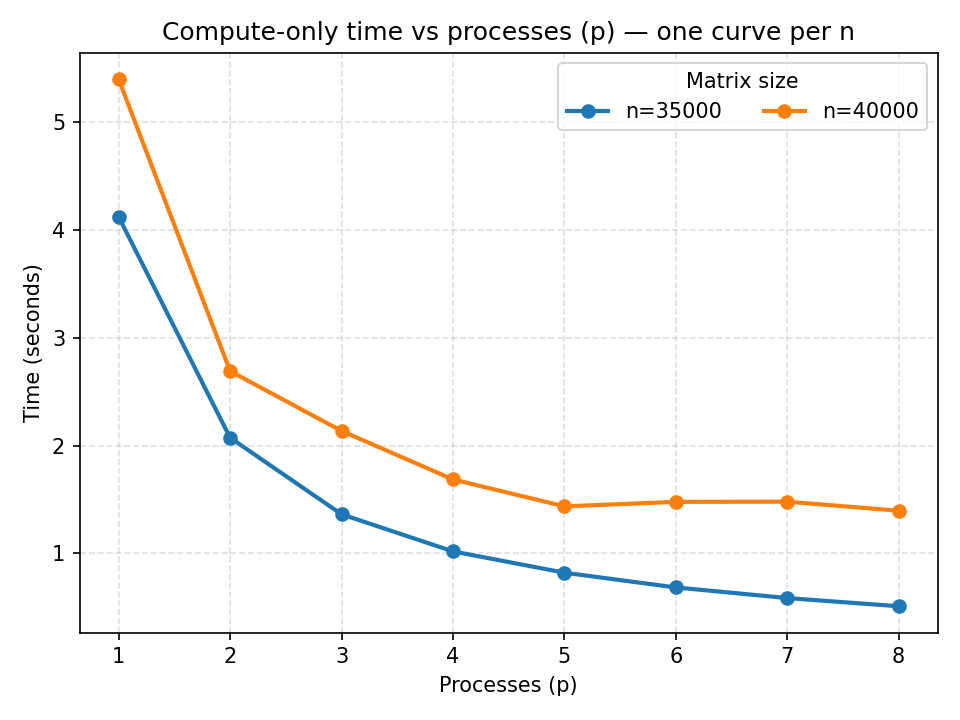 Compute-only time vs processes (p) — one curve per n
Matrix size
n=35000 n=40000
Time (seconds)
5
4
3
2
1
1 2 3 4 5 6 7 8
Processes (p)